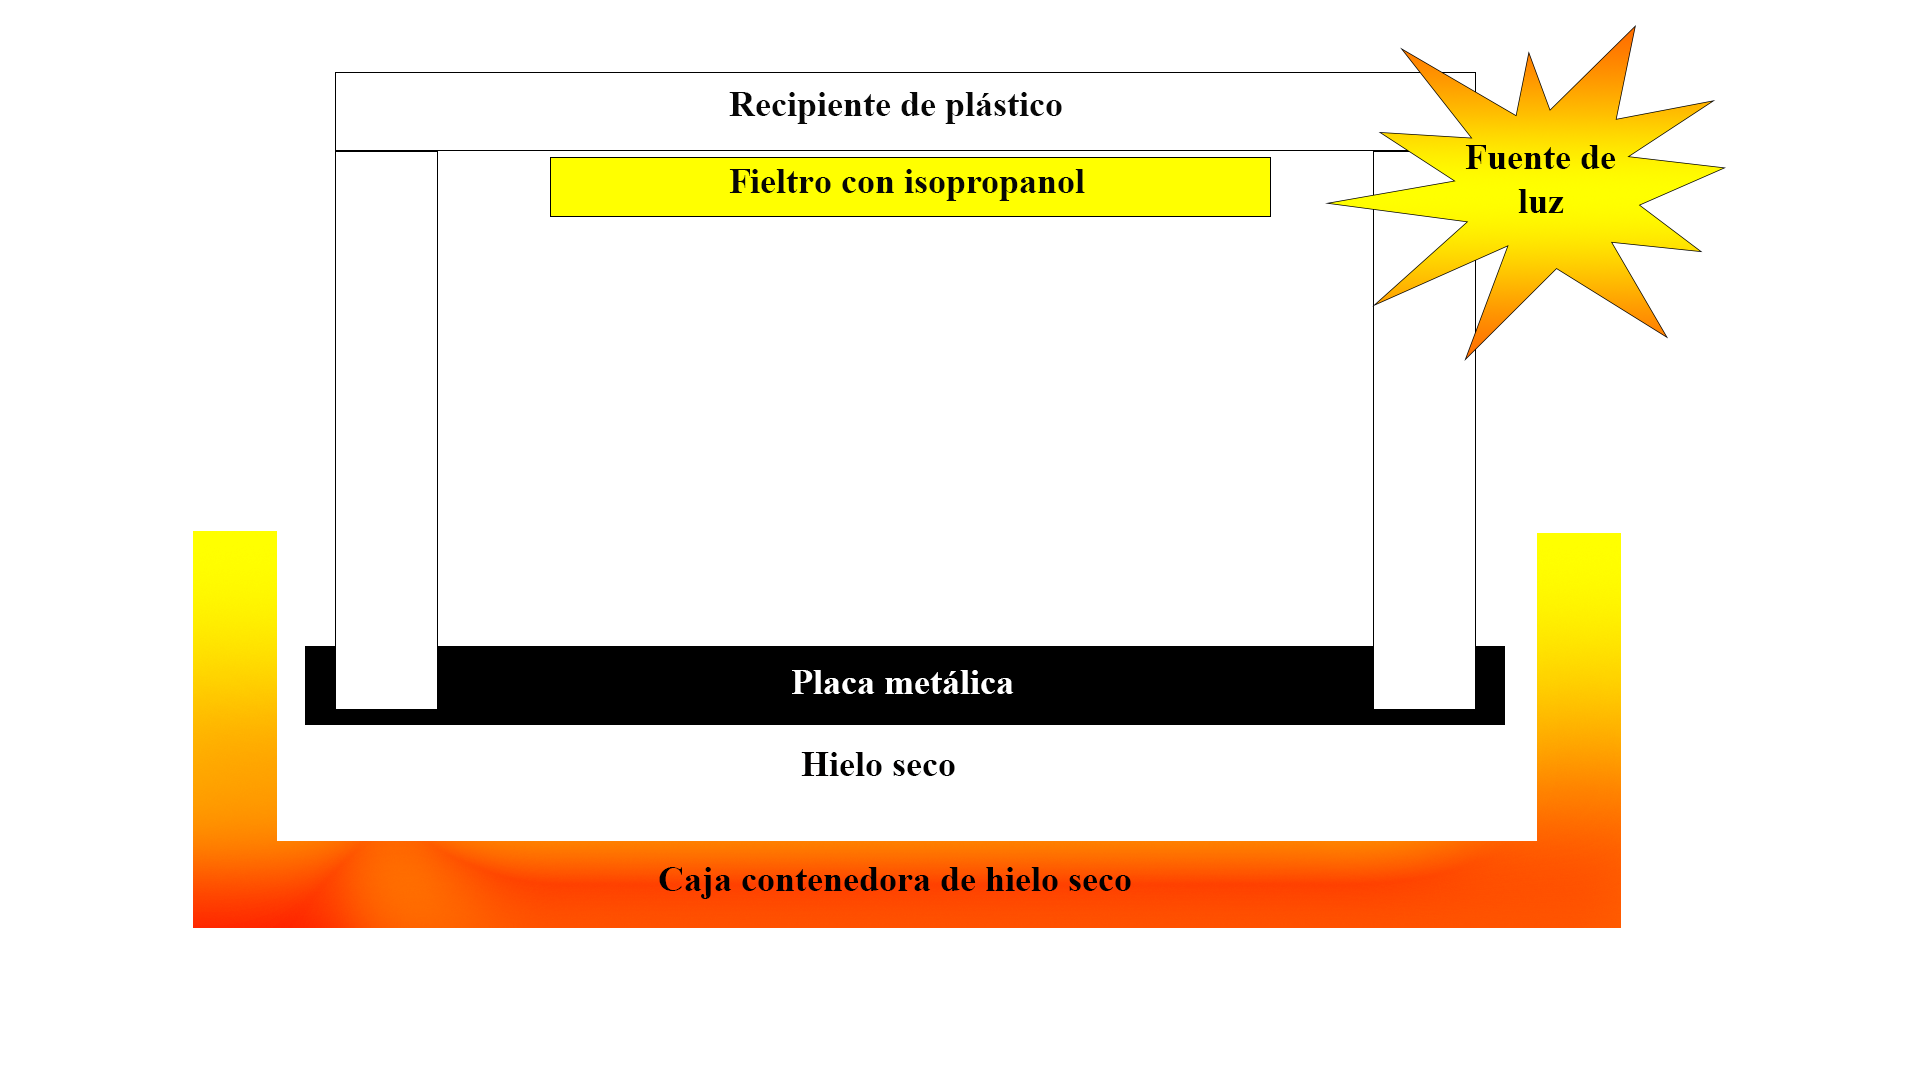 Recipiente de plástico
Fieltro con isopropanol
Fuente de
luz
Placa metálica
Hielo seco
Caja contenedora de hielo seco